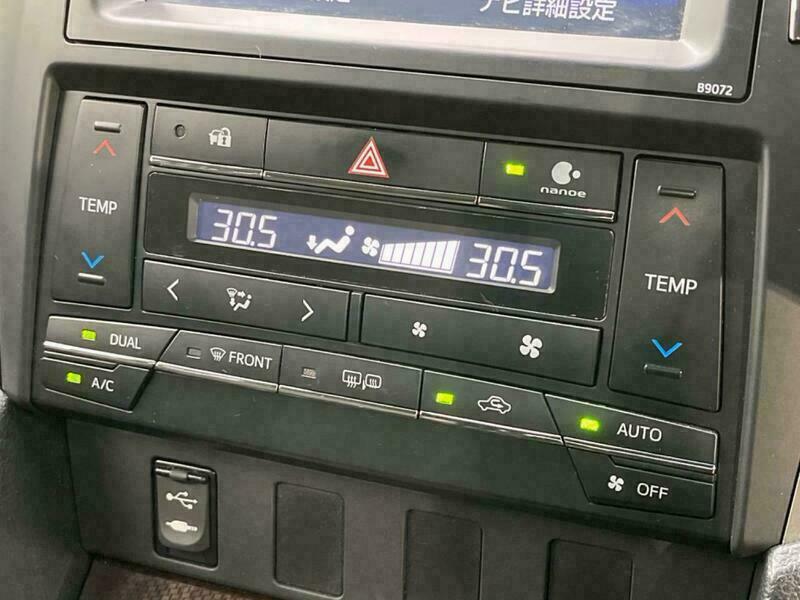 ナビ詳細設定
B9072
nanoe
TEMP
30.5
30.5
TEMP
DUAL
FRONT
A/C
AUTO
OFF